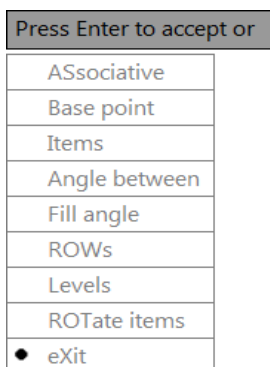 Press Enter to accept or
ASsociative
Base point
Items
Angle between
Fill angle
ROWs
Levels
ROTate items
eXit